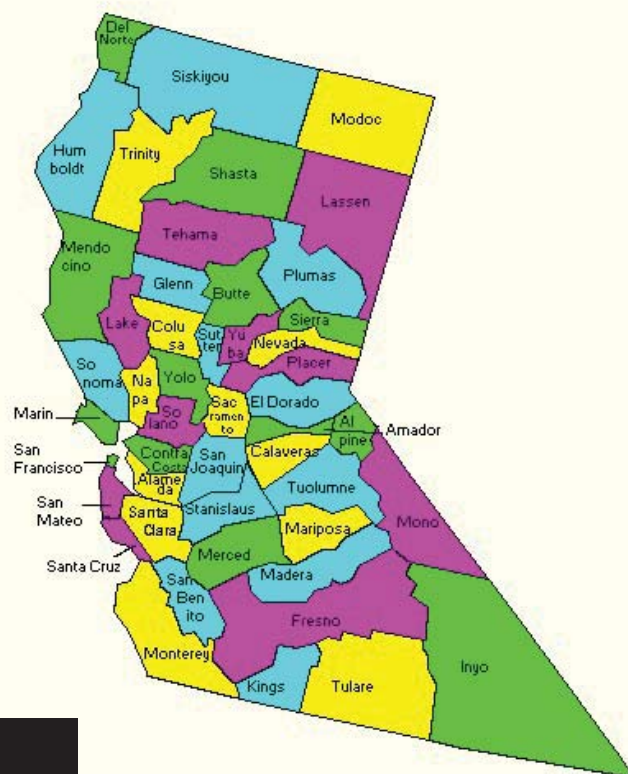 Del
Norte
Siskiyou
Modoc
Hum
boldt
Trinity
Shasta
Lassen
Tehama
Mendo
cino
Plumas
Glenn
Butte
Lake
Colu
sa
Sut
ter
Yu
ba
Sierra
Nevada
Placer
So
noma
Na
pa
Yolo
So
lano
Sac
ramen
to
El Dorado
Marin
Al
pine
Amador
San
Francisco
Contra
Costa
San
Joaquin
Calaveras
Alame
da
Tuolumne
San
Mateo
Santa
Clara
Stanislaus
Mariposa
Mono
Santa Cruz
Merced
Madera
San
Ben
ito
Fresno
Monterey
Kings
Tulare
Inyo